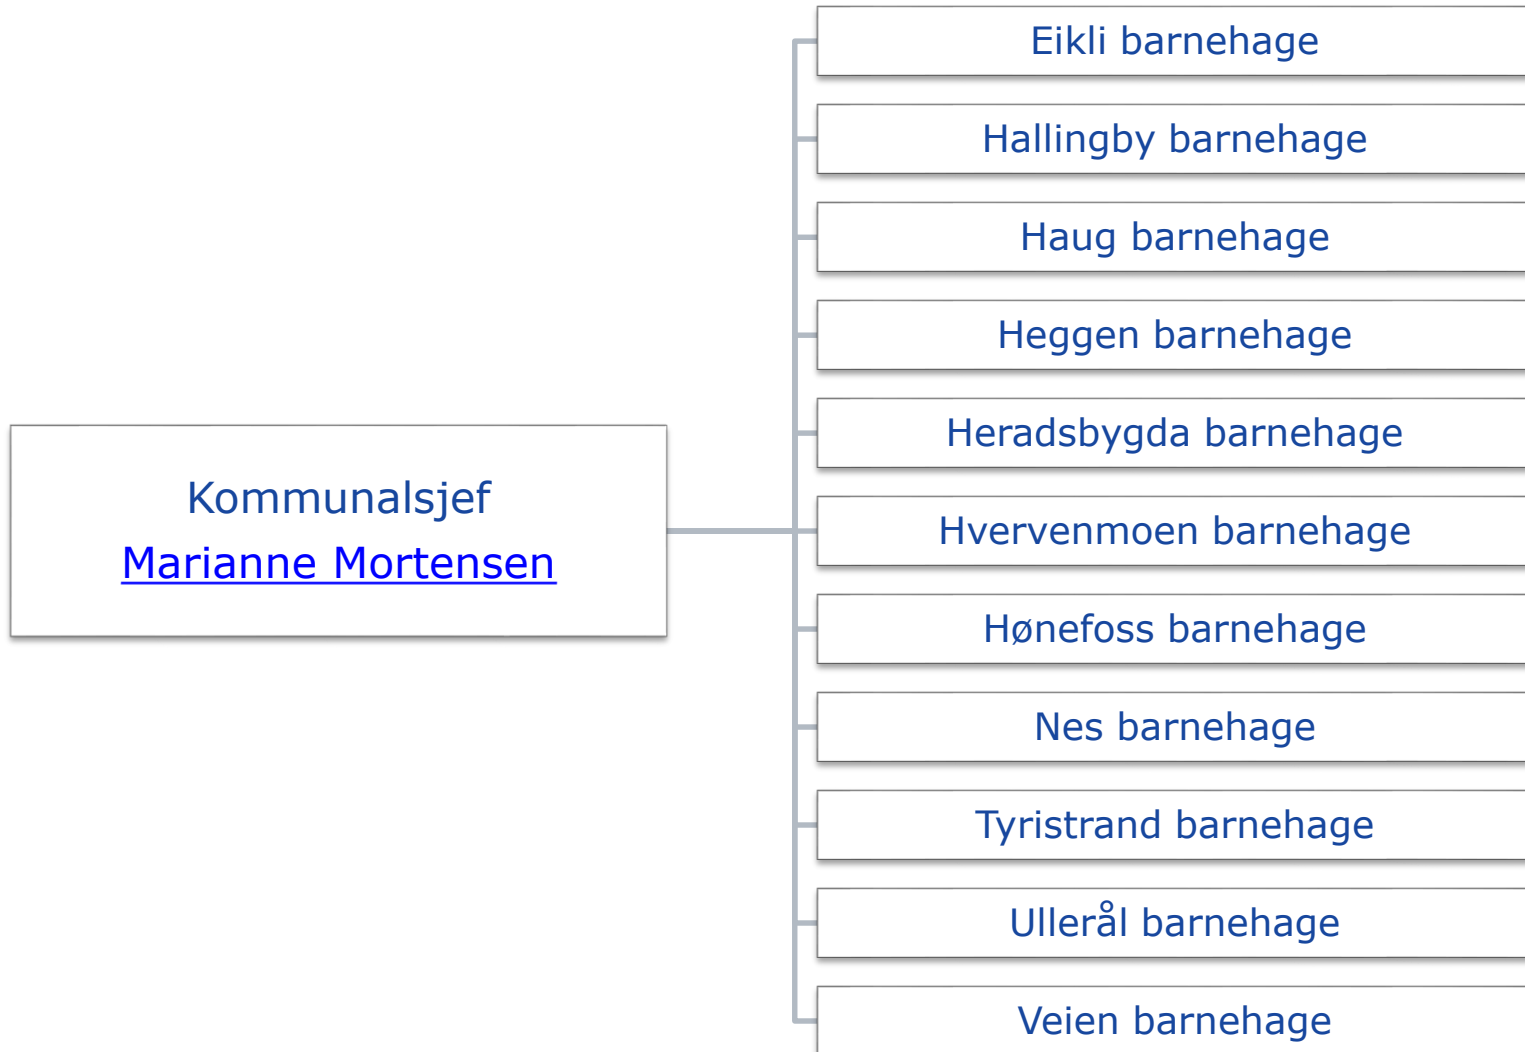 Kommunalsjef
Marianne Mortensen
Eikli barnehage
Hallingby barnehage
Haug barnehage
Heggen barnehage
Heradsbygda barnehage
Hvervenmoen barnehage
Hønefoss barnehage
Nes barnehage
Tyristrand barnehage
Ullerål barnehage
Veien barnehage